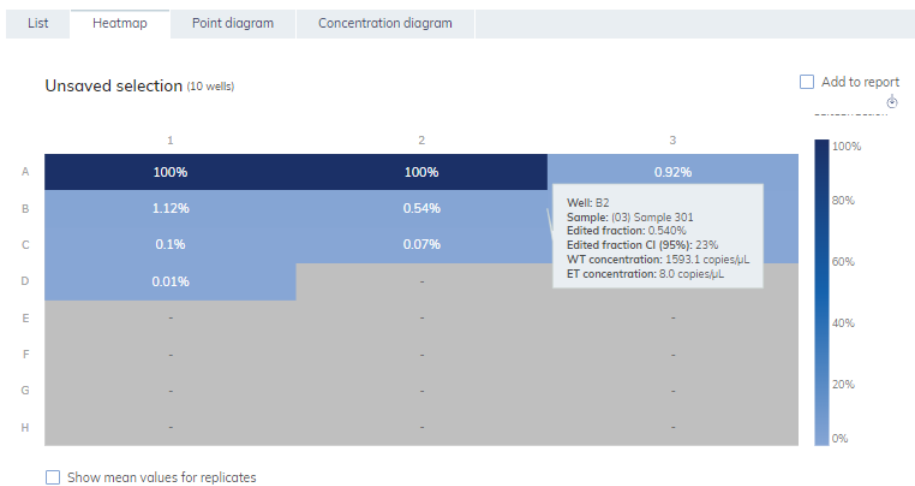 List Heatmap Point diagram Concentration diagram
Unsaved selection (10 wells)
Add to report
1 2 3
100%
A 100% 100% 0.92%
80%
B 1.12% 0.54%
Well: B2
Sample: (03) Sample 301
Edited fraction: 0.540%
Edited fraction CI (95%): 23%
WT concentration: 1593.1 copies/µL
ET concentration: 8.0 copies/µL
C 0.1% 0.07%
60%
D 0.01% -
E - - -
40%
F - - -
20%
G - - -
H - - -
0%
Show mean values for replicates